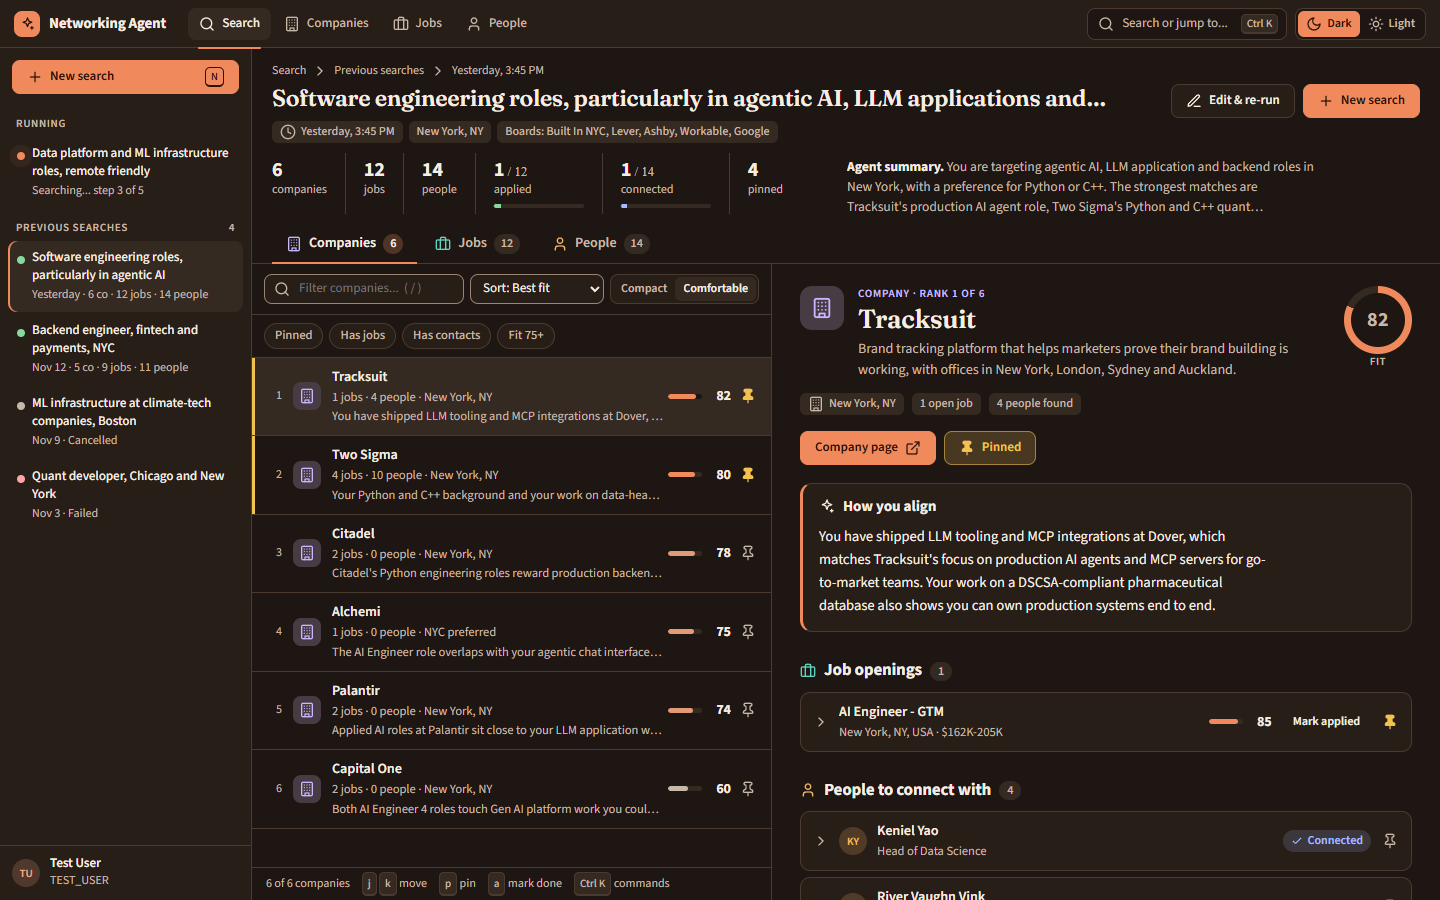 Networking Agent
Search
Companies
Jobs
People
Search or jump to...
Ctrl K
Dark
Light
New search
N
RUNNING
Data platform and ML infrastructure
roles, remote friendly
Searching... step 3 of 5
PREVIOUS SEARCHES
4
Software engineering roles,
particularly in agentic AI
Yesterday · 6 co · 12 jobs · 14 people
Backend engineer, fintech and
payments, NYC
Nov 12 · 5 co · 9 jobs · 11 people
ML infrastructure at climate-tech
companies, Boston
Nov 9 · Cancelled
Quant developer, Chicago and New
York
Nov 3 · Failed
TU
Test User
TEST_USER
Search
Previous searches
Yesterday, 3:45 PM
Software engineering roles, particularly in agentic AI, LLM applications and...
Edit & re-run
New search
Yesterday, 3:45 PM
New York, NY
Boards: Built In NYC, Lever, Ashby, Workable, Google
6
companies
12
jobs
14
people
1 / 12
applied
1 / 14
connected
4
pinned
Agent summary. You are targeting agentic AI, LLM application and backend roles in
New York, with a preference for Python or C++. The strongest matches are
Tracksuit's production AI agent role, Two Sigma's Python and C++ quant...
Companies 6
Jobs 12
People 14
Filter companies... ( / )
Sort: Best fit
Compact
Comfortable
Pinned
Has jobs
Has contacts
Fit 75+
1
Tracksuit
1 jobs · 4 people · New York, NY
You have shipped LLM tooling and MCP integrations at Dover, ...
82
2
Two Sigma
4 jobs · 10 people · New York, NY
Your Python and C++ background and your work on data-hea...
80
3
Citadel
2 jobs · 0 people · New York, NY
Citadel's Python engineering roles reward production backen...
78
4
Alchemi
1 jobs · 0 people · NYC preferred
The AI Engineer role overlaps with your agentic chat interface...
75
5
Palantir
2 jobs · 0 people · New York, NY
Applied AI roles at Palantir sit close to your LLM application w...
74
6
Capital One
2 jobs · 0 people · New York, NY
Both AI Engineer 4 roles touch Gen AI platform work you coul...
60
6 of 6 companies
j k move
p pin
a mark done
Ctrl K commands
COMPANY · RANK 1 OF 6
Tracksuit
Brand tracking platform that helps marketers prove their brand building is
working, with offices in New York, London, Sydney and Auckland.
82
FIT
New York, NY
1 open job
4 people found
Company page
Pinned
How you align
You have shipped LLM tooling and MCP integrations at Dover, which
matches Tracksuit's focus on production AI agents and MCP servers for go-
to-market teams. Your work on a DSCSA-compliant pharmaceutical
database also shows you can own production systems end to end.
Job openings 1
AI Engineer - GTM
New York, NY, USA · $162K-205K
85
Mark applied
People to connect with 4
KY
Keniel Yao
Head of Data Science
Connected
River Vaughn Vink